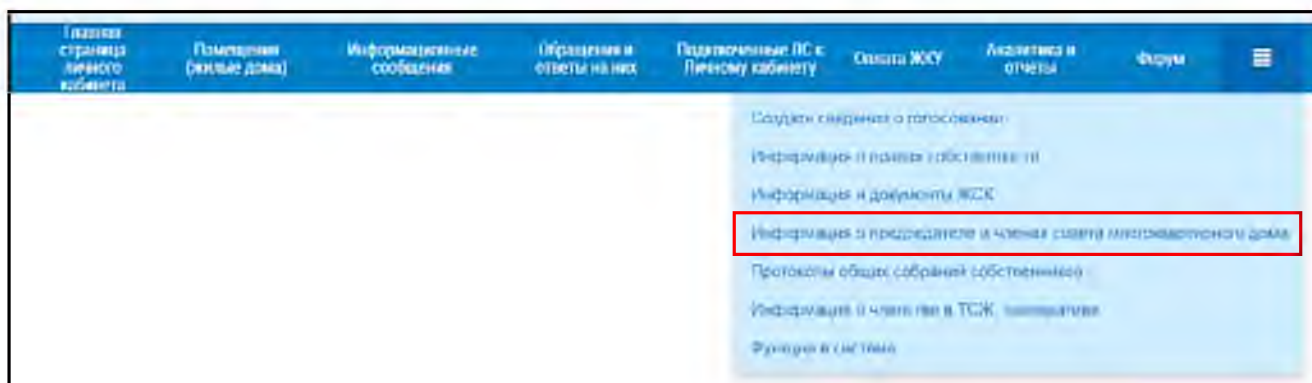 Главная
страница
личного
кабинета
Помещения
(жилые дома)
Информационные
сообщения
Обращения и
ответы на них
Подключенные ЛС к
Личному кабинету
Оплата ЖКУ
Аналитика и
отчеты
Форум
Создать сведения о голосовании
Информация о правах собственности
Информация и документы ЖСК
Информация о председателе и членах совета многоквартирного дома
Протоколы общих собраний собственников
Информация о членстве в ТСЖ, кооперативе
Функции в системе